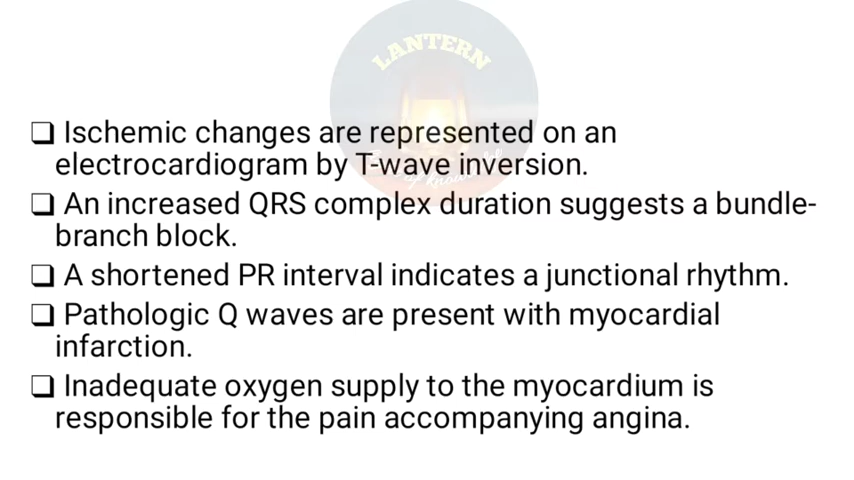 LANTERN
❑ Ischemic changes are represented on an
electrocardiogram by T-wave inversion.
❑ An increased QRS complex duration suggests a bundle-
branch block.
❑ A shortened PR interval indicates a junctional rhythm.
❑ Pathologic Q waves are present with myocardial
infarction.
❑ Inadequate oxygen supply to the myocardium is
responsible for the pain accompanying angina.